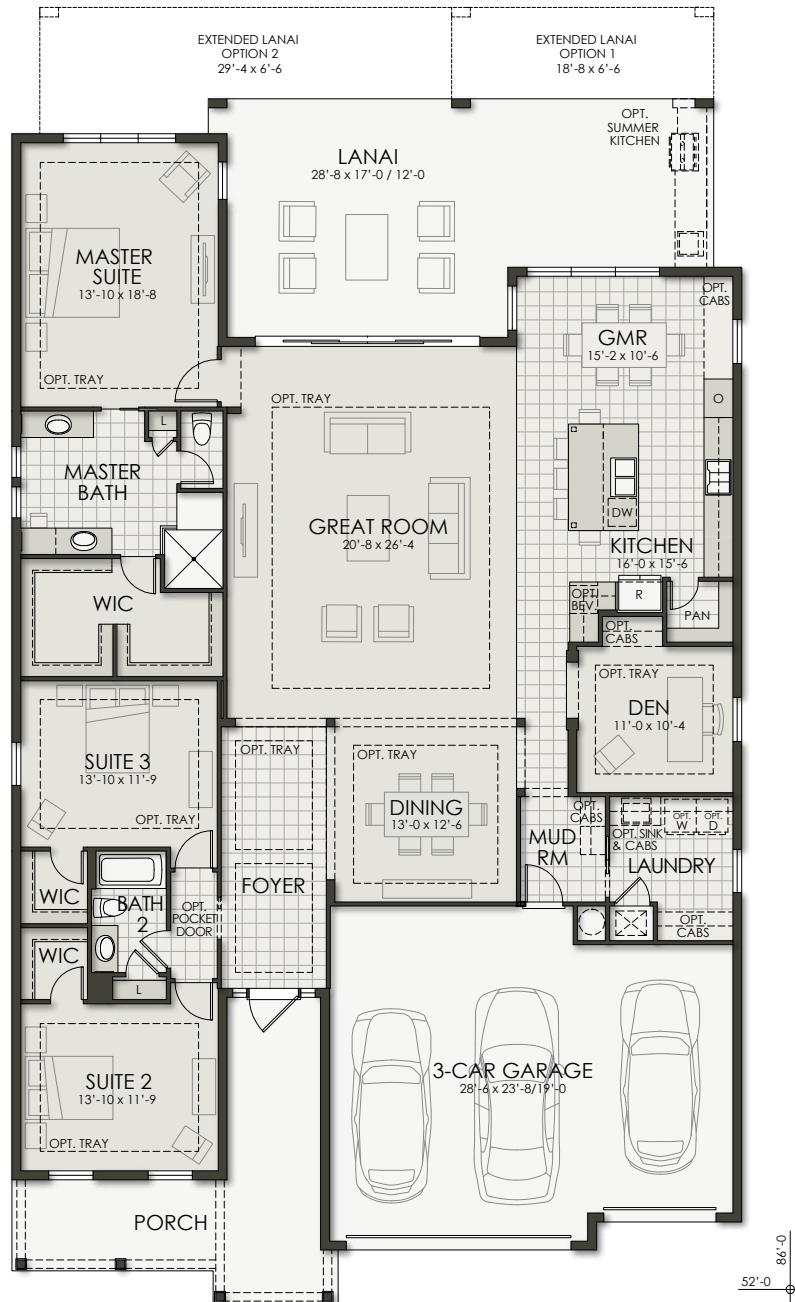 EXTENDED LANAI
OPTION 2
29'-4 x 6'-6
EXTENDED LANAI
OPTION 1
18'-8 x 6'-6
OPT.
SUMMER
KITCHEN
LANAI
28'-8 x 17'-0 / 12'-0
MASTER
SUITE
13'-10 x 18'-8
OPT. TRAY
OPT.
CABS
GMR
15'-2 x 10'-6
O
OPT. TRAY
L
MASTER
BATH
GREAT ROOM
20'-8 x 26'-4
DW
KITCHEN
16'-0 x 15'-6
OPT.
BEV
R
PAN
WIC
OPT.
CABS
OPT. TRAY
DEN
11'-0 x 10'-4
SUITE 3
13'-10 x 11'-9
OPT. TRAY
OPT. TRAY
OPT. TRAY
DINING
13'-0 x 12'-6
OPT.
CABS
MUD
RM
OPT.
W
OPT.
D
OPT. SINK
& CABS
LAUNDRY
OPT.
CABS
WIC
BATH
2
OPT.
POCKET
DOOR
FOYER
WIC
L
SUITE 2
13'-10 x 11'-9
OPT. TRAY
3-CAR GARAGE
28'-6 x 23'-8/19'-0
PORCH
86'-0
52'-0